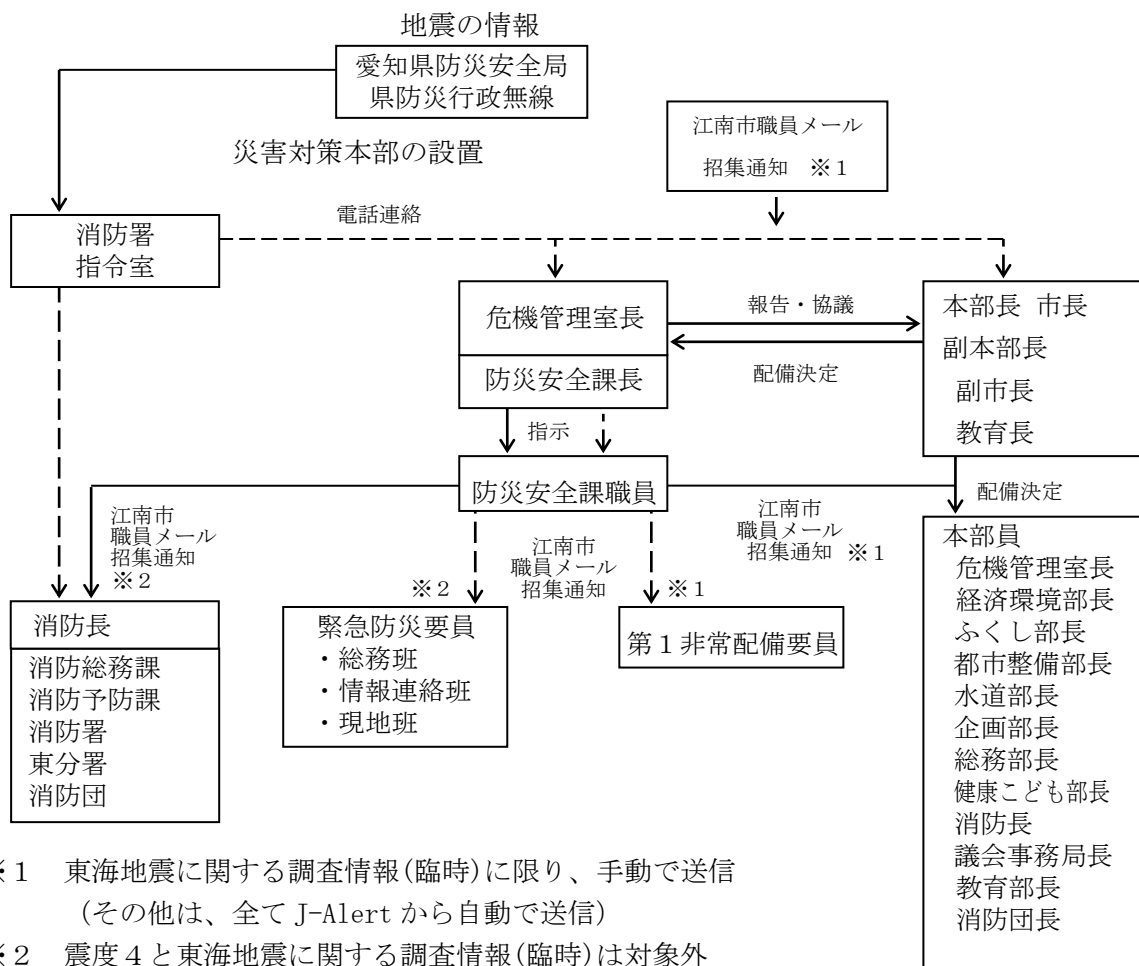 地震の情報
愛知県防災安全局
県防災行政無線
災害対策本部の設置
江南市職員メール
招集通知　※１
電話連絡
消防署
指令室
危機管理室長
防災安全課長
報告・協議
配備決定
本部長 市長
副本部長
副市長
教育長
指示
防災安全課職員
配備決定
江南市
職員メール
招集通知
※２
江南市
職員メール
招集通知
江南市
職員メール
招集通知 ※１
※２
※１
消防長
消防総務課
消防予防課
消防署
東分署
消防団
緊急防災要員
・総務班
・情報連絡班
・現地班
第１非常配備要員
本部員
危機管理室長
経済環境部長
ふくし部長
都市整備部長
水道部長
企画部長
総務部長
健康こども部長
消防長
議会事務局長
教育部長
消防団長
※１　東海地震に関する調査情報(臨時)に限り、手動で送信
（その他は、全て J-Alert から自動で送信）
※２　震度４と東海地震に関する調査情報(臨時)は対象外